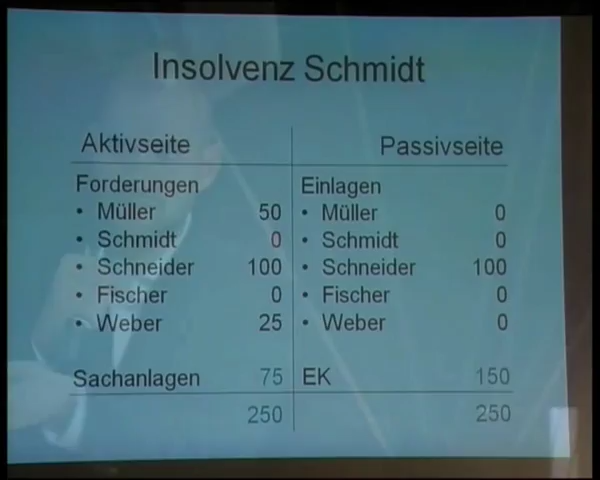 Insolvenz Schmidt
Aktivseite Passivseite
Forderungen Einlagen
• Müller 50 • Müller 0
• Schmidt 0 • Schmidt 0
• Schneider 100 • Schneider 100
• Fischer 0 • Fischer 0
• Weber 25 • Weber 0
Sachanlagen 75 EK 150
250 250